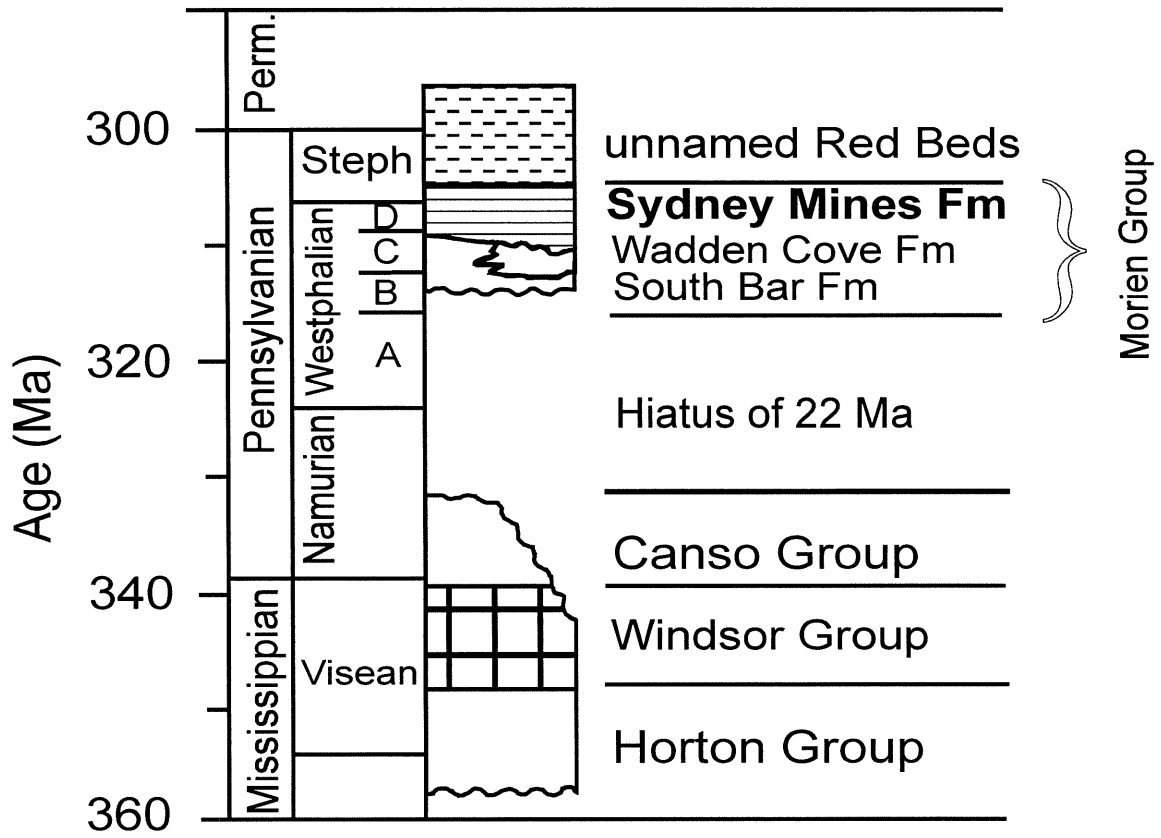 Perm.
300
Steph
unnamed Red Beds
Sydney Mines Fm
D
Wadden Cove Fm
C
South Bar Fm
B
Morien Group
Pennsylvanian
Westphalian
A
320
Hiatus of 22 Ma
Age (Ma)
Namurian
Canso Group
340
Windsor Group
Mississippian
Visean
Horton Group
360